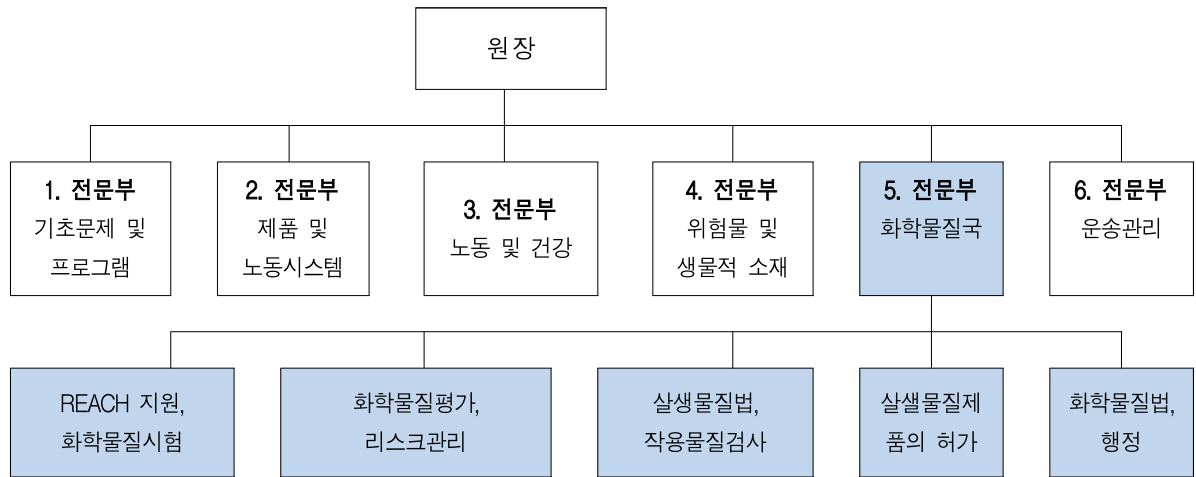 원장
1. 전문부
기초문제 및
프로그램
2. 전문부
제품 및
노동시스템
3. 전문부
노동 및 건강
4. 전문부
위험물 및
생물적 소재
5. 전문부
화학물질국
6. 전문부
운송관리
REACH 지원,
화학물질시험
화학물질평가,
리스크관리
살생물질법,
작용물질검사
살샐물질제
품의 허가
화학물질법,
행정